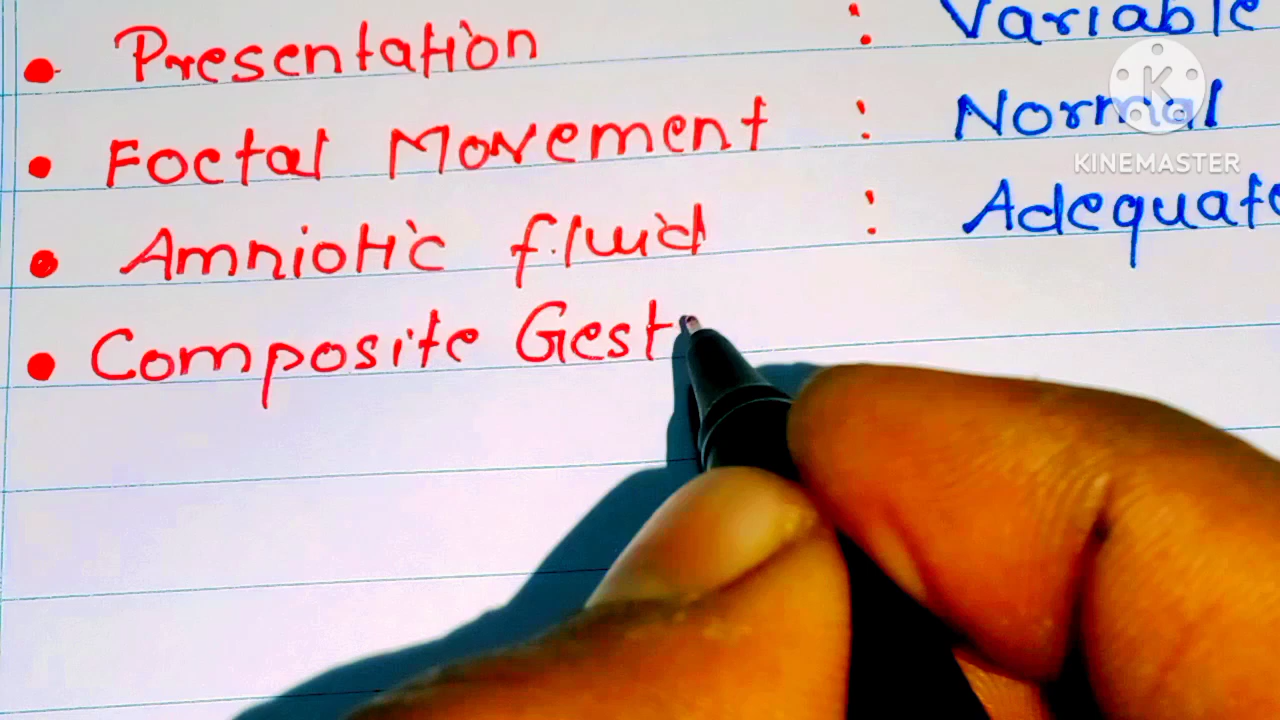 • Presentation : Variable
• Foetal Movement : Normal
• Amniotic fluid : Adequate
• Composite Gest
K
KINEMASTER